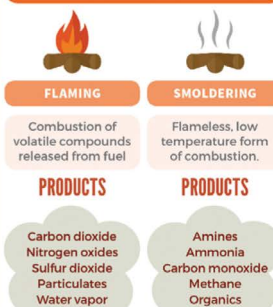 FLAMING
Combustion of
volatile compounds
released from fuel
PRODUCTS
Carbon dioxide
Nitrogen oxides
Sulfur dioxide
Particulates
Water vapor
SMOLDERING
Flameless, low
temperature form
of combustion.
PRODUCTS
Amines
Ammonia
Carbon monoxide
Methane
Organics